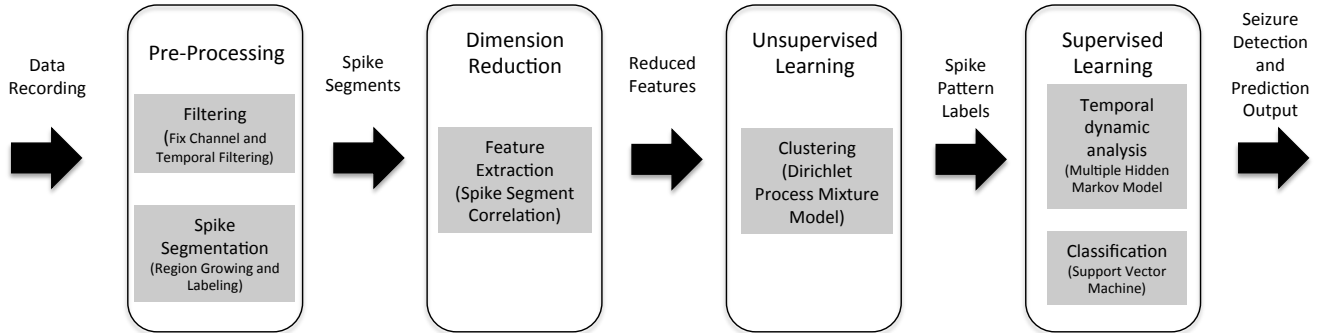 Data
Recording
Pre-Processing
Filtering
(Fix Channel and
Temporal Filtering)
Spike
Segmentation
(Region Growing and
Labeling)
Spike
Segments
Dimension
Reduction
Feature
Extraction
(Spike Segment
Correlation)
Reduced
Features
Unsupervised
Learning
Clustering
(Dirichlet
Process Mixture
Model)
Spike
Pattern
Labels
Supervised
Learning
Temporal
dynamic
analysis
(Multiple Hidden
Markov Model
Classification
(Support Vector
Machine)
Seizure
Detection
and
Prediction
Output